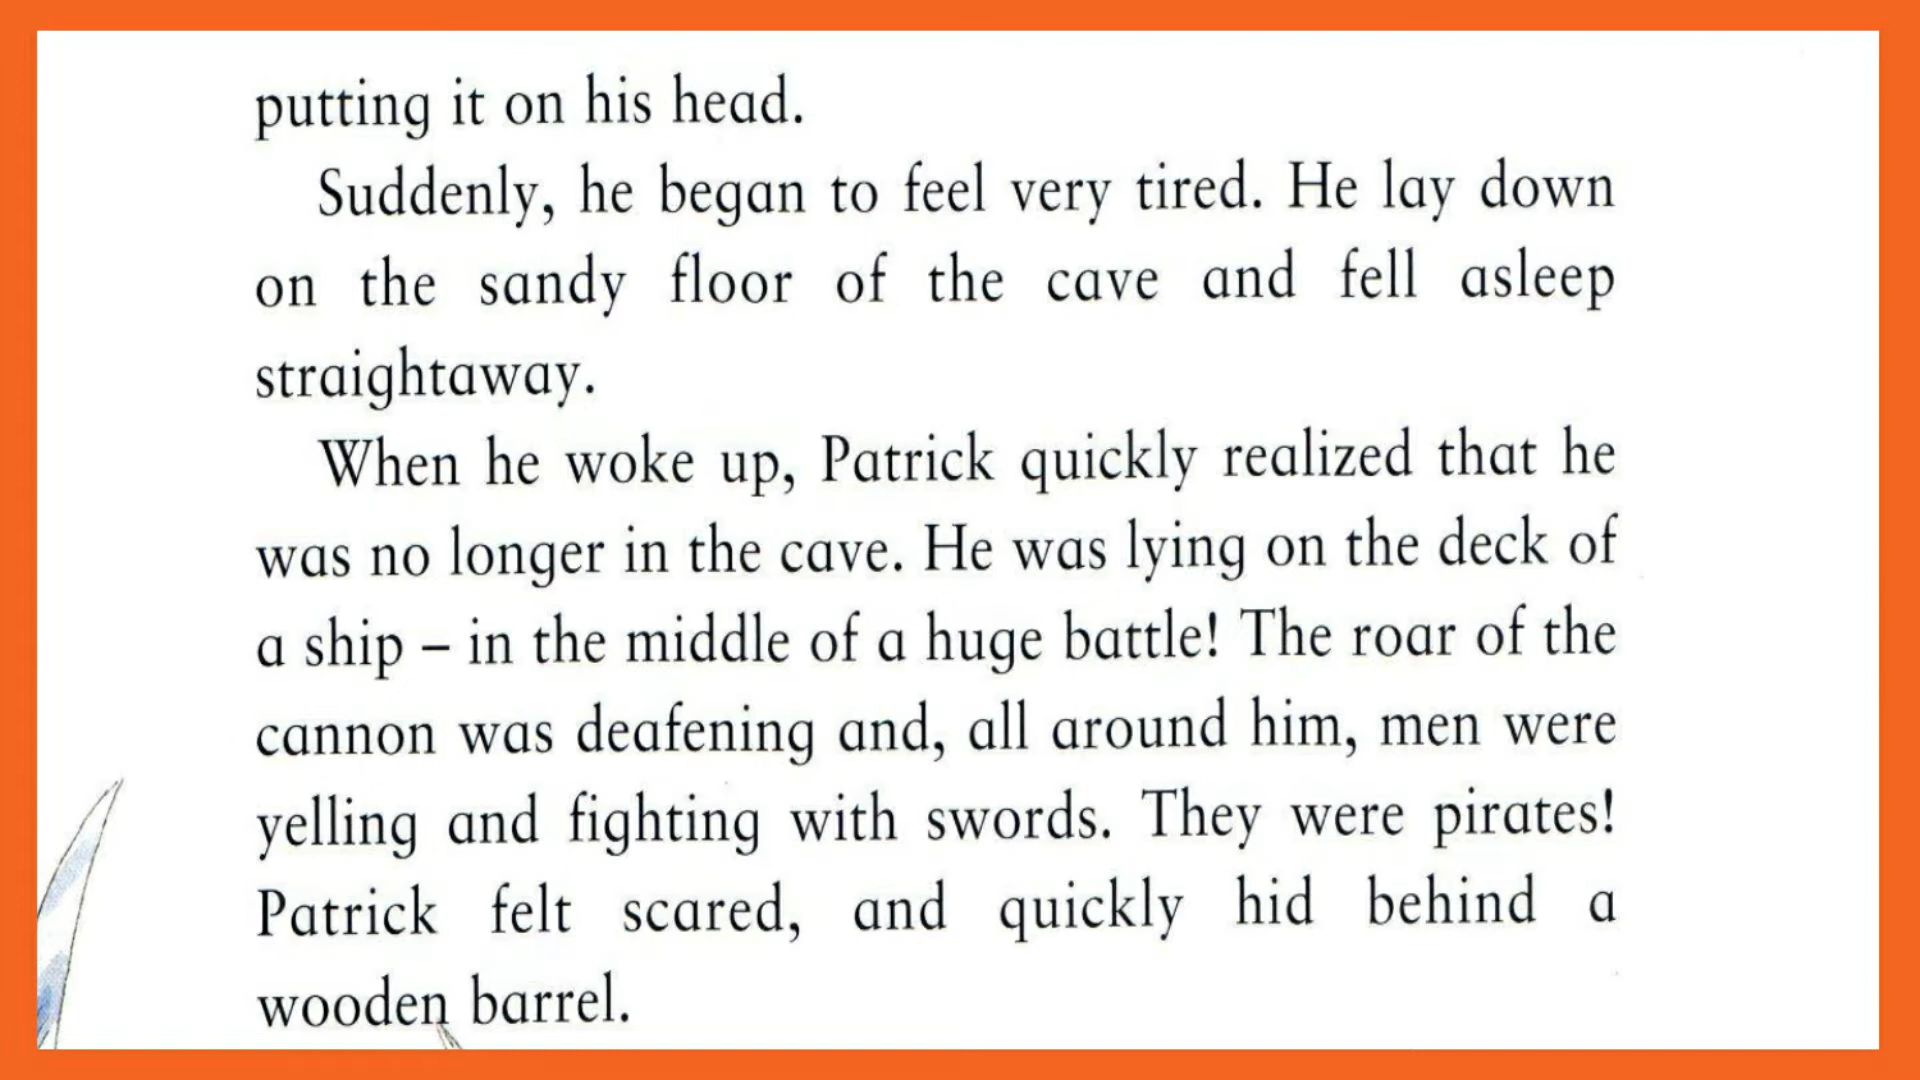 putting it on his head.
Suddenly, he began to feel very tired. He lay down
on the sandy floor of the cave and fell asleep
straightaway.
When he woke up, Patrick quickly realized that he
was no longer in the cave. He was lying on the deck of
a ship – in the middle of a huge battle! The roar of the
cannon was deafening and, all around him, men were
yelling and fighting with swords. They were pirates!
Patrick felt scared, and quickly hid behind a
wooden barrel.